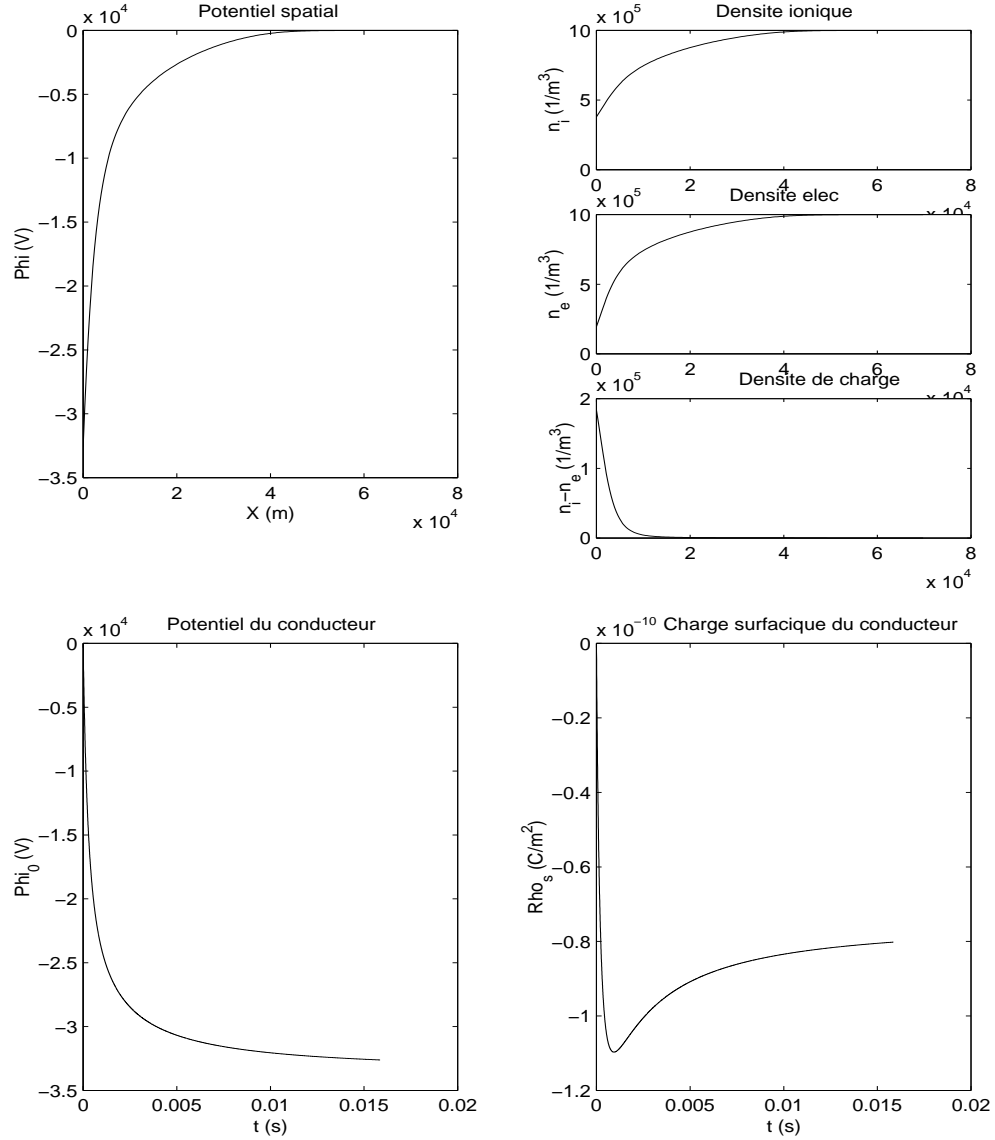 x 10^4
Potentiel spatial
0
−0.5
−1
−1.5
−2
−2.5
−3
−3.5
Phi (V)
0 2 4 6 8
X (m)
x 10^4
x 10^5
Densite ionique
10
5
0
n_i (1/m^3)
0 2 4 6 8
x 10^4
x 10^5
Densite elec
10
5
0
n_e (1/m^3)
0 2 4 6 8
x 10^4
x 10^5
Densite de charge
2
1
0
n_i−n_e (1/m^3)
0 2 4 6 8
x 10^4
x 10^4
Potentiel du conducteur
0
−0.5
−1
−1.5
−2
−2.5
−3
−3.5
Phi_0 (V)
0 0.005 0.01 0.015 0.02
t (s)
x 10^−10
Charge surfacique du conducteur
0
−0.2
−0.4
−0.6
−0.8
−1
−1.2
Rho_s (C/m^2)
0 0.005 0.01 0.015 0.02
t (s)